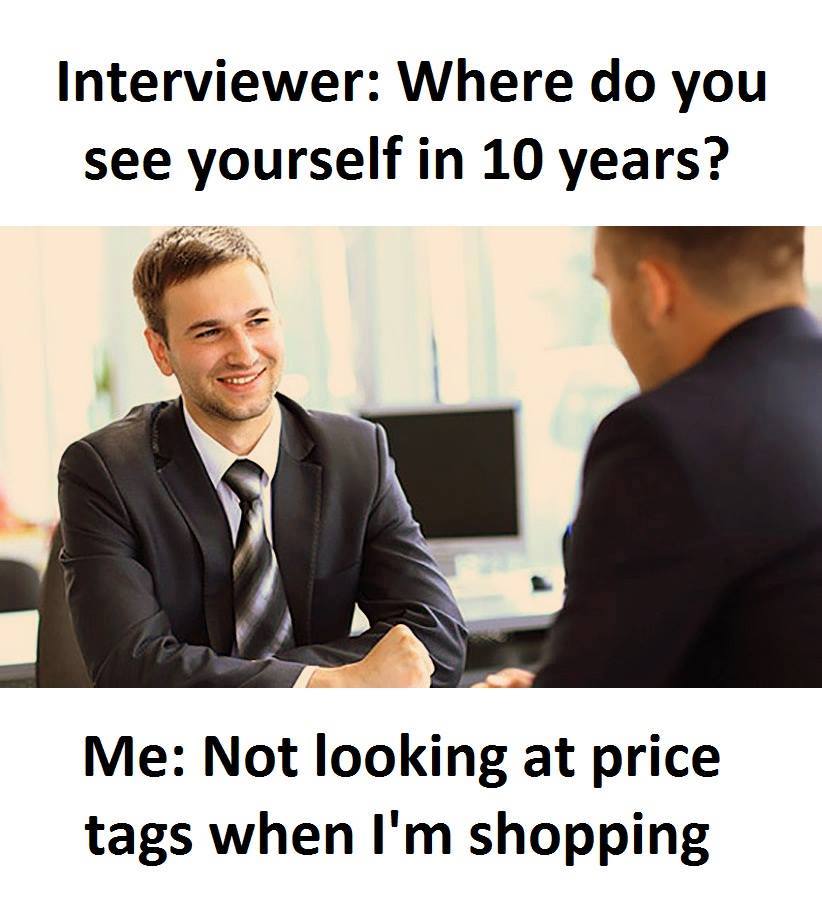 Interviewer: Where do you
see yourself in 10 years?
Me: Not looking at price
tags when I'm shopping